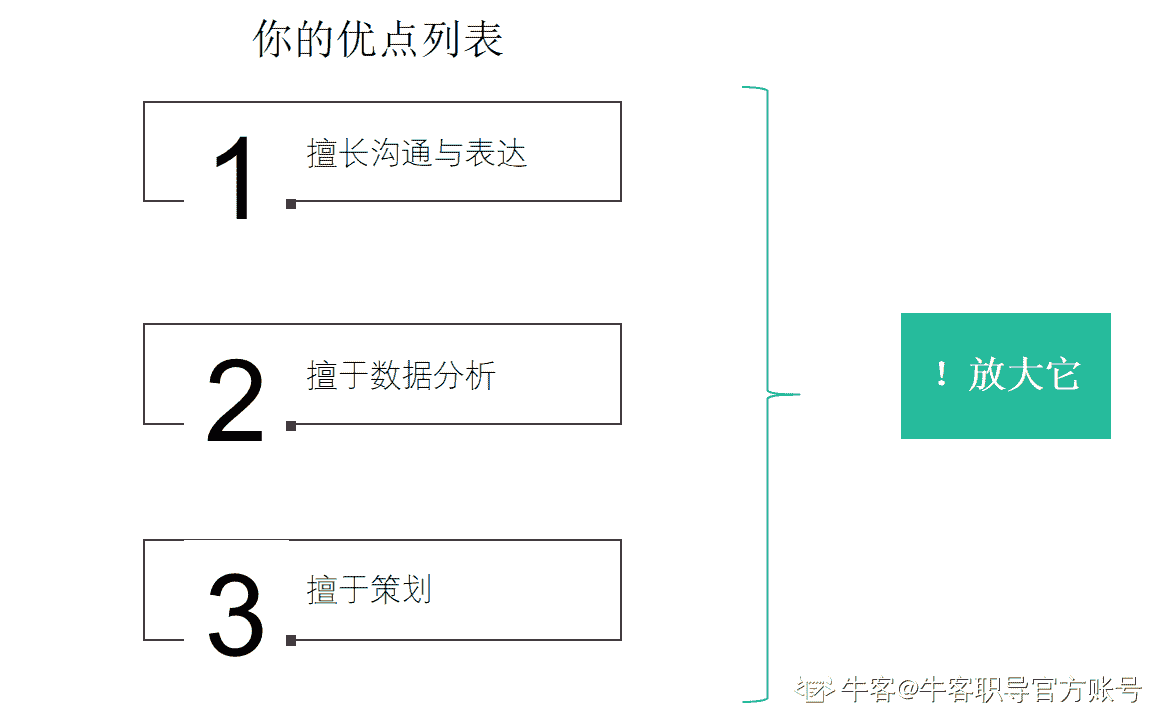 你的优点列表
1
擅长沟通与表达
2
擅于数据分析
3
擅于策划
！放大它
牛客@牛客职导官方账号